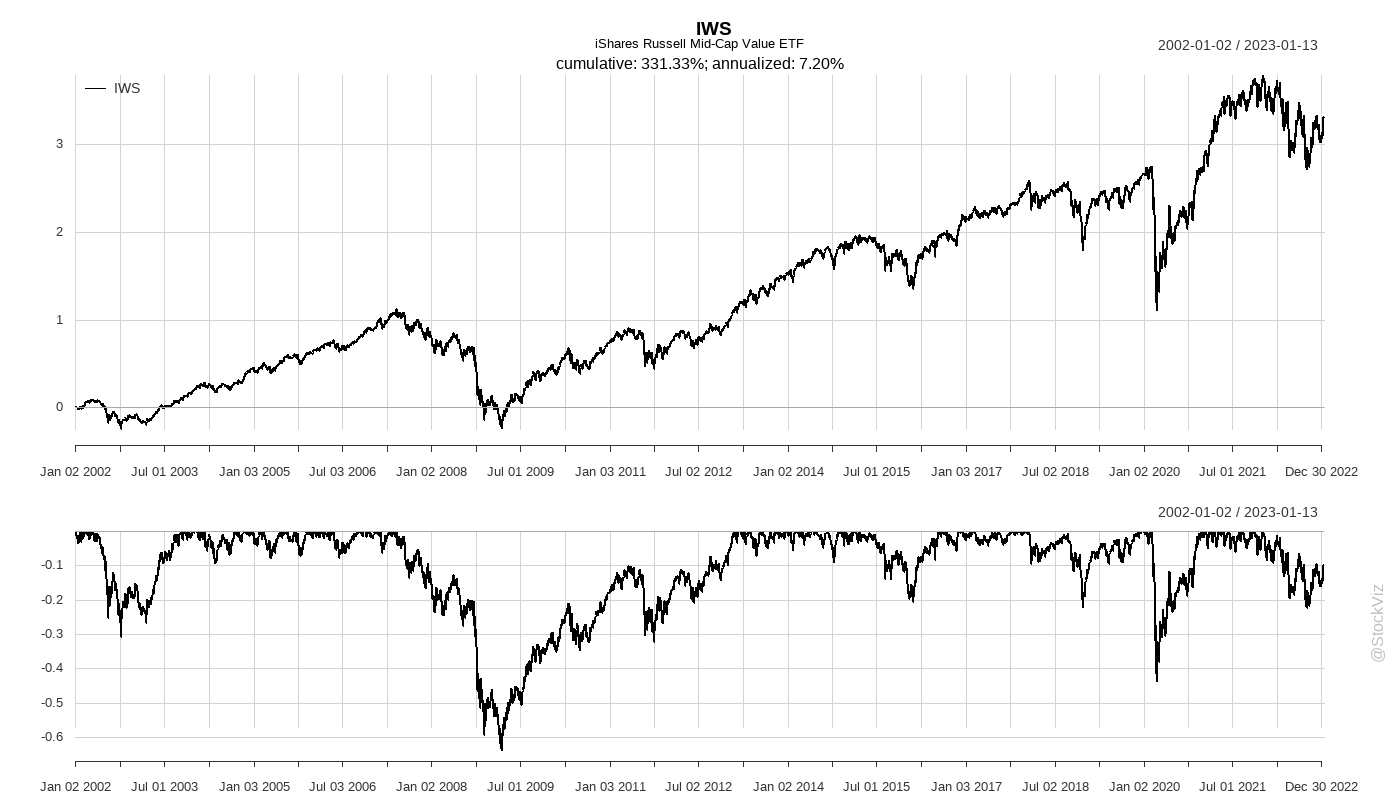 IWS
iShares Russell Mid-Cap Value ETF
cumulative: 331.33%; annualized: 7.20%
2002-01-02 / 2023-01-13
IWS
3
2
1
0
Jan 02 2002 Jul 01 2003 Jan 03 2005 Jul 03 2006 Jan 02 2008 Jul 01 2009 Jan 03 2011 Jul 02 2012 Jan 02 2014 Jul 01 2015 Jan 03 2017 Jul 02 2018 Jan 02 2020 Jul 01 2021 Dec 30 2022
2002-01-02 / 2023-01-13
-0.1
-0.2
-0.3
-0.4
-0.5
-0.6
Jan 02 2002 Jul 01 2003 Jan 03 2005 Jul 03 2006 Jan 02 2008 Jul 01 2009 Jan 03 2011 Jul 02 2012 Jan 02 2014 Jul 01 2015 Jan 03 2017 Jul 02 2018 Jan 02 2020 Jul 01 2021 Dec 30 2022
@StockViz